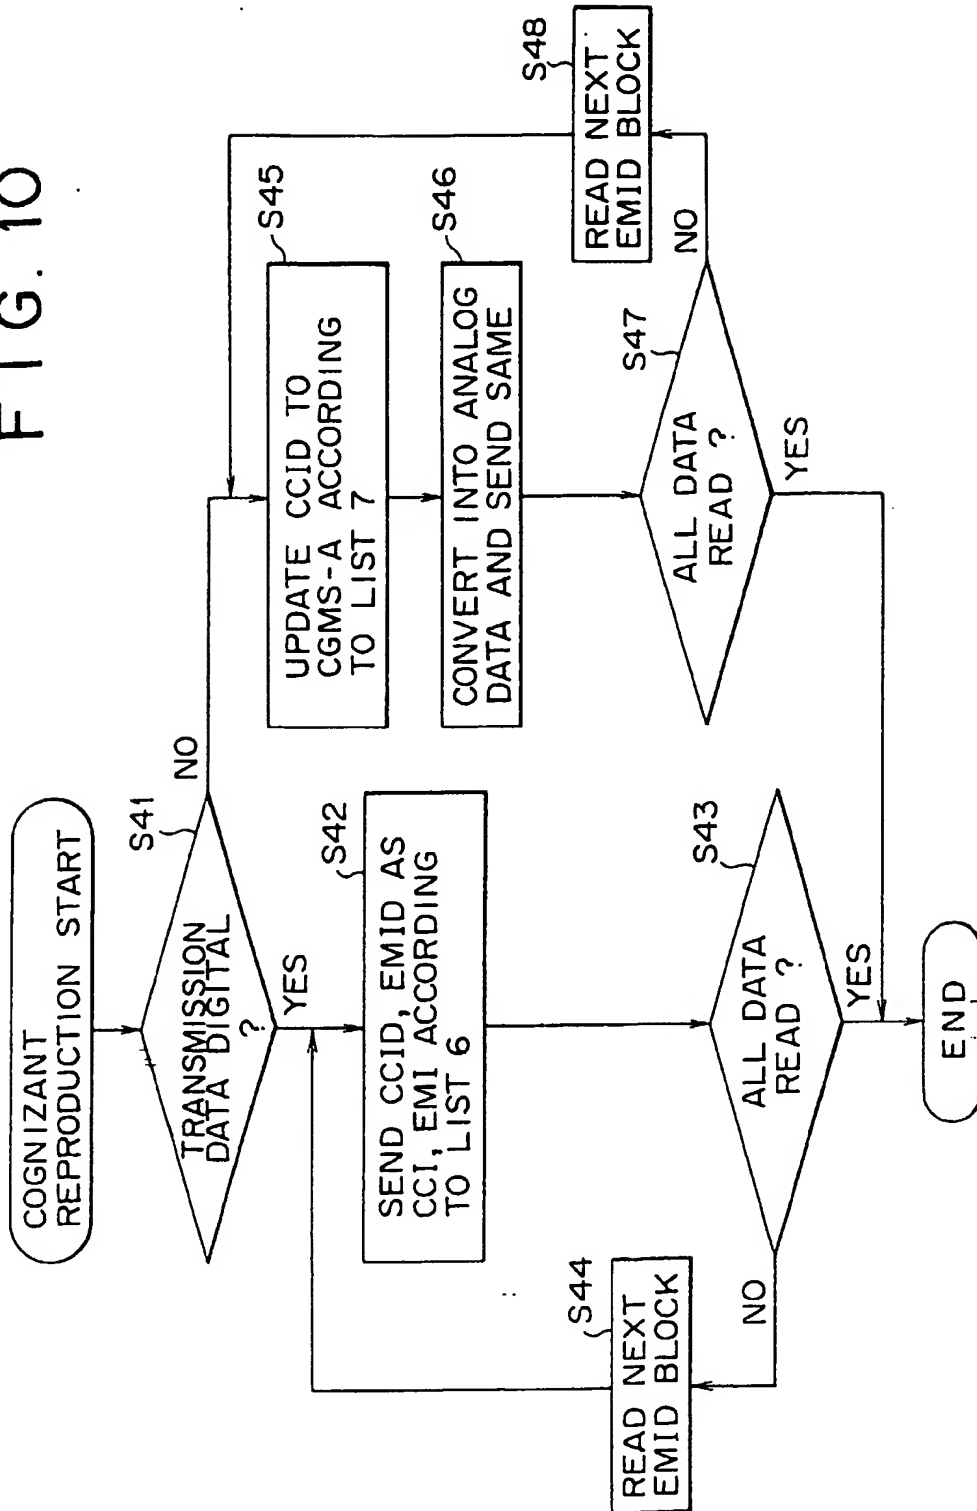 F I G. 10
COGNIZANT
REPRODUCTION START
S41
TRANSMISSION
DATA DIGITAL
?
NO
YES
S42
SEND CCID, EMID AS
CCI, EMI ACCORDING
TO LIST 6
S43
ALL DATA
READ ?
NO
YES
S44
READ NEXT
EMID BLOCK
S45
UPDATE CCID TO
CGMS-A ACCORDING
TO LIST 7
S46
CONVERT INTO ANALOG
DATA AND SEND SAME
S47
ALL DATA
READ ?
NO
YES
S48
READ NEXT
EMID BLOCK
END